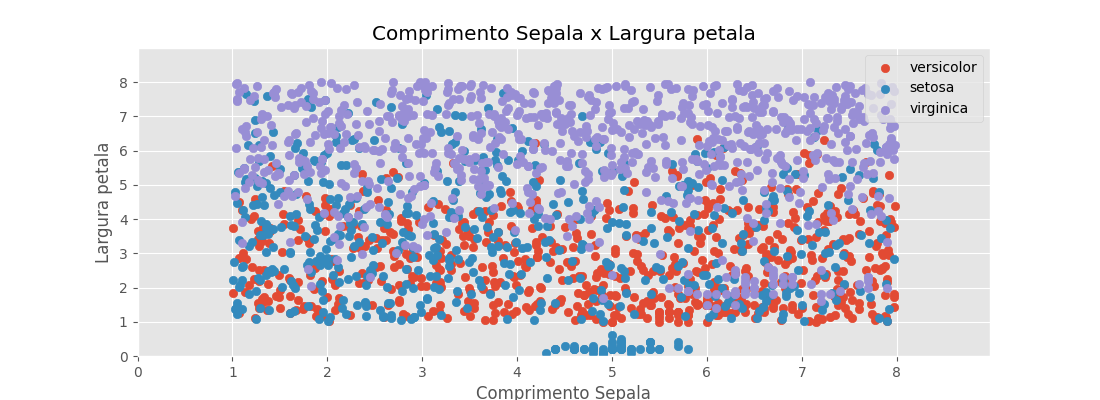 Comprimento Sepala x Largura petala
versicolor
setosa
virginica
Largura petala
8
7
6
5
4
3
2
1
0
0 1 2 3 4 5 6 7 8
Comprimento Sepala